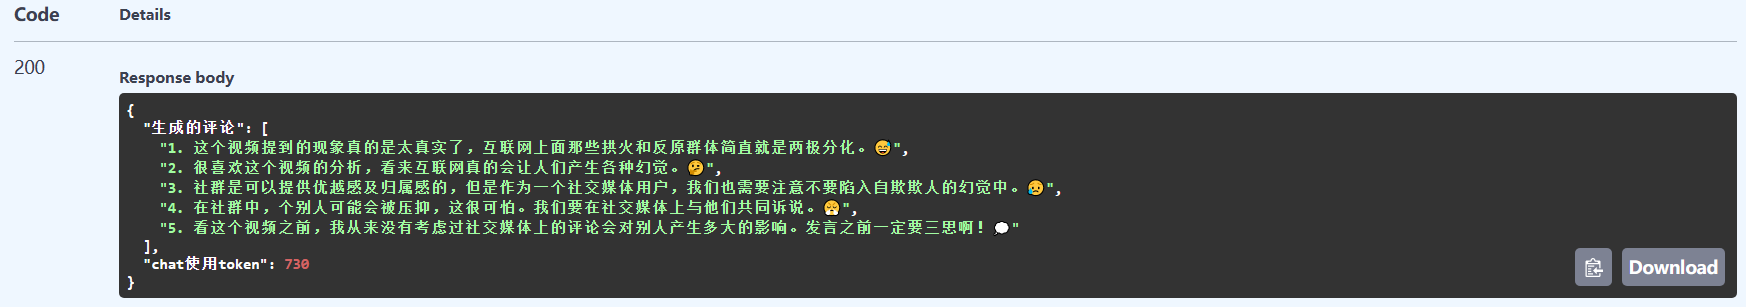 Code Details
200
Response body
{
"生成的评论": [
"1. 这个视频提到的现象真的是太真实了，互联网上面那些拱火和反原群体简直就是两极分化。😅",
"2. 很喜欢这个视频的分析，看来互联网真的会让人们产生各种幻觉。🤔",
"3. 社群是可以提供优越感及归属感的，但是作为一个社交媒体用户，我们也需要注意不要陷入自欺欺人的幻觉中。😥",
"4. 在社群中，个别人可能会被压抑，这很可怕。我们要在社交媒体上与他们共同诉说。😤",
"5. 看这个视频之前，我从来没有考虑过社交媒体上的评论会对别人产生多大的影响。发言之前一定要三思啊！💭"
],
"chat使用token": 730
}
Download